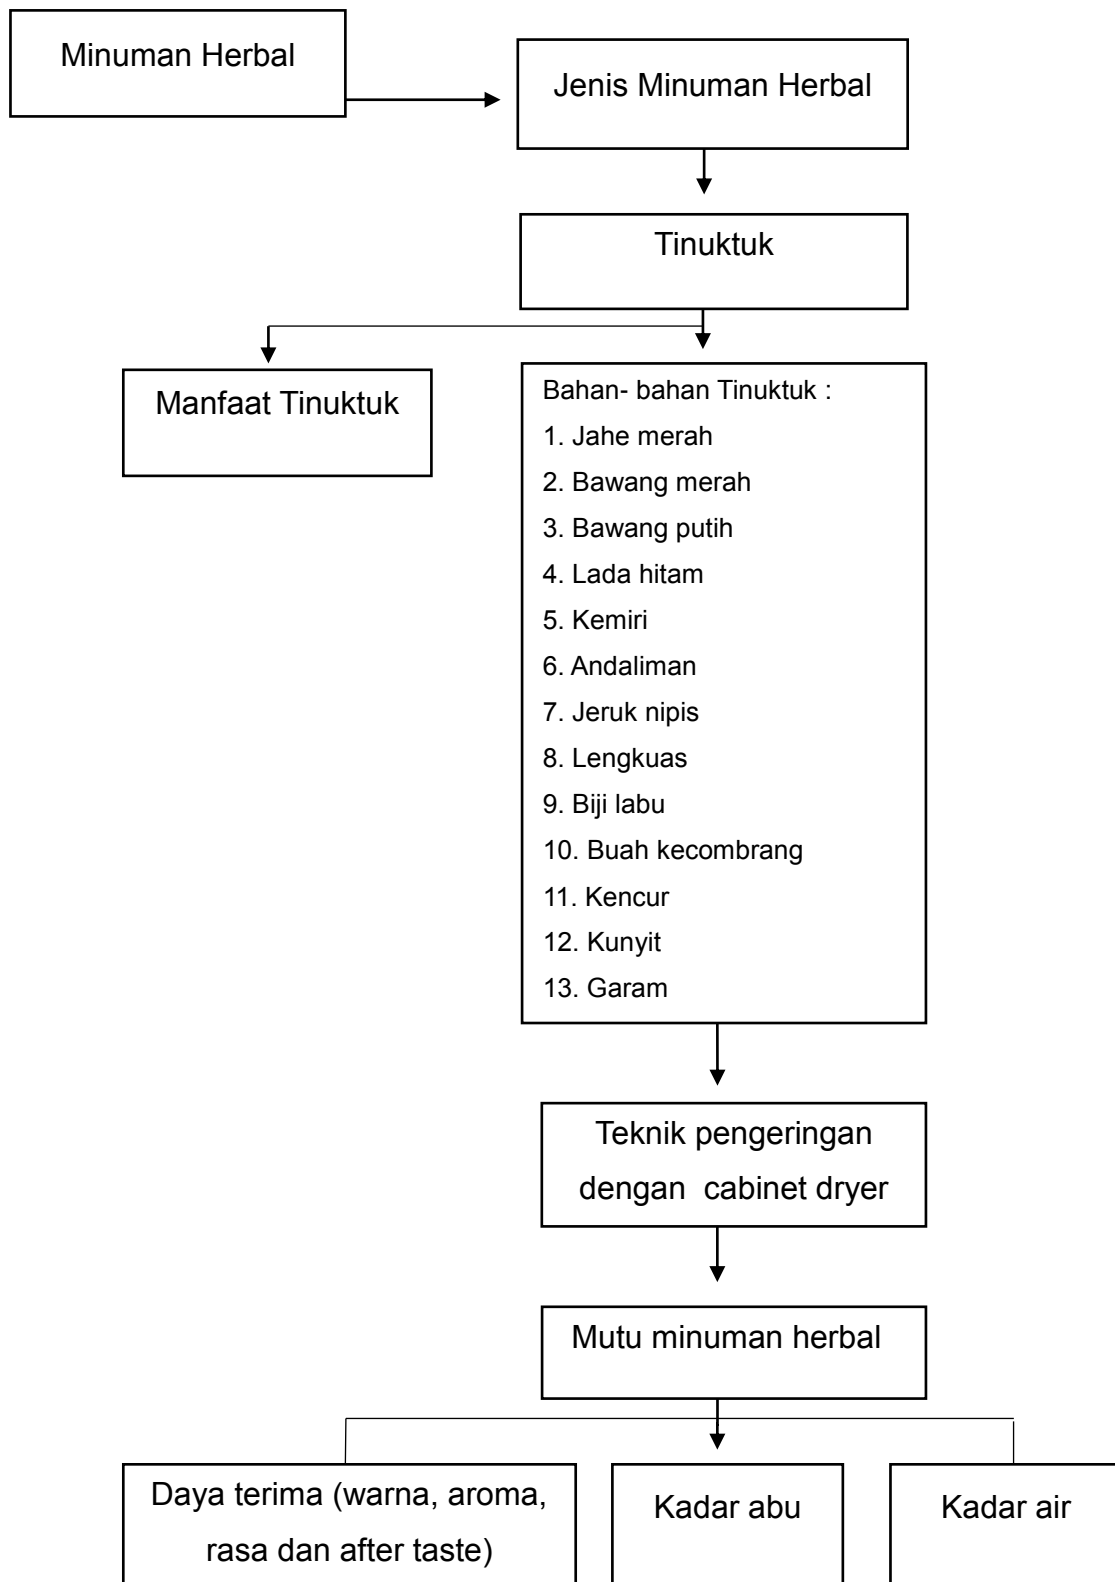 Minuman Herbal
Jenis Minuman Herbal
Tinuktuk
Manfaat Tinuktuk
Bahan- bahan Tinuktuk :
1. Jahe merah
2. Bawang merah
3. Bawang putih
4. Lada hitam
5. Kemiri
6. Andaliman
7. Jeruk nipis
8. Lengkuas
9. Biji labu
10. Buah kecombrang
11. Kencur
12. Kunyit
13. Garam
Teknik pengeringan
dengan cabinet dryer
Mutu minuman herbal
Daya terima (warna, aroma,
rasa dan after taste)
Kadar abu
Kadar air